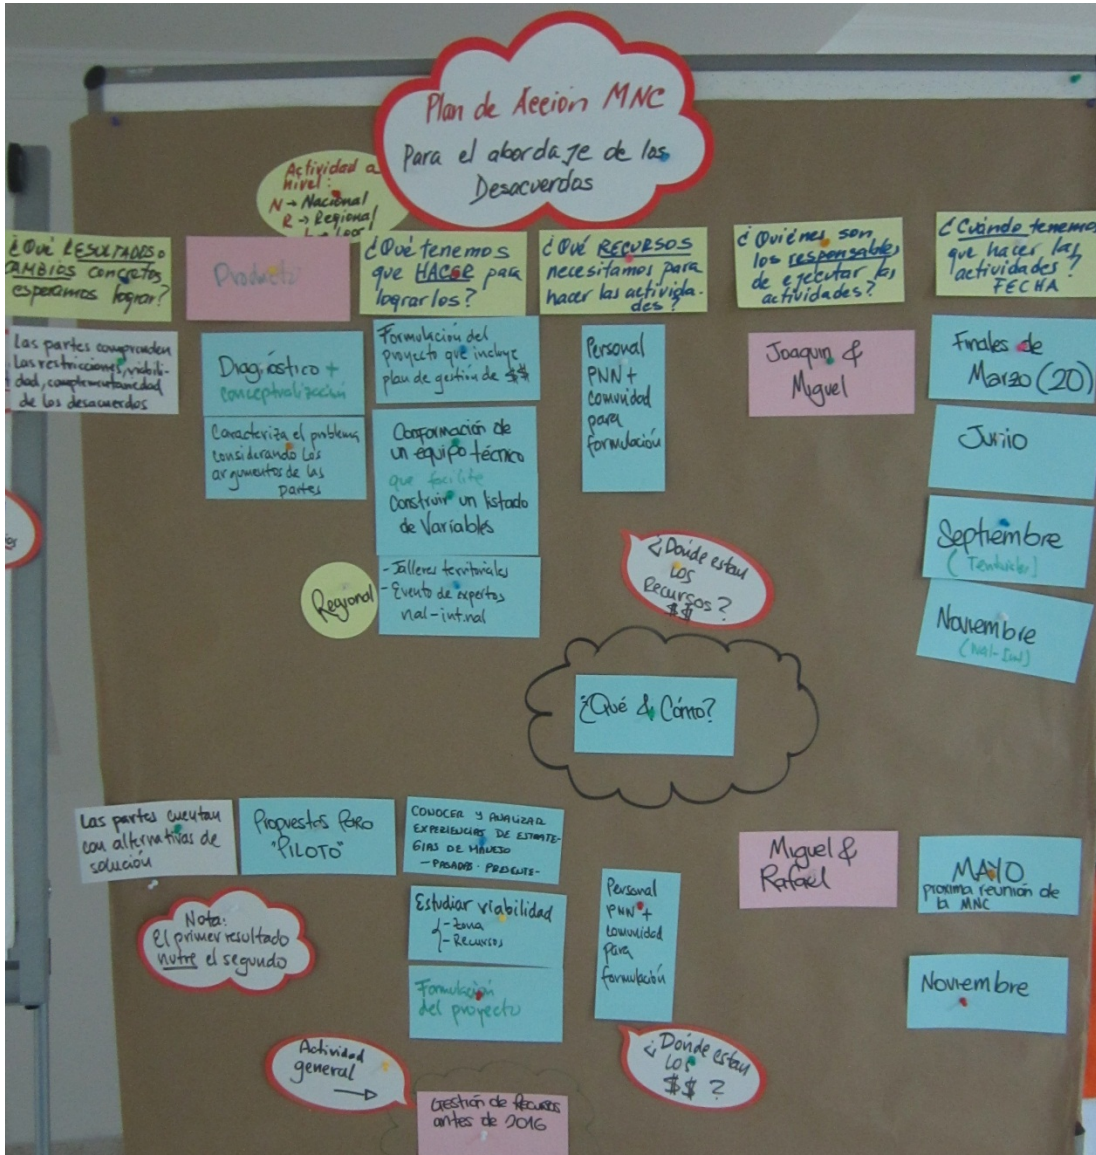 Plan de Acción MNC
Para el abordaje de los
Desacuerdos
Actividad a
nivel:
N → Nacional
R → Regional
L → Local
¿Qué RESULTADOS o
CAMBIOS concretos
esperamos lograr?
Producto
¿Qué tenemos
que HACER para
lograrlos?
¿Qué RECURSOS
necesitamos para
hacer las activida-
des?
¿Quiénes son
los responsables
de ejecutar las
actividades?
¿Cuándo tenemos
que hacer las
actividades?
FECHA
Las partes comprenden
las restricciones, viabili-
dad, complementariedad
de los desacuerdos
Diagnóstico +
conceptualización
Caracteriza el problema
considerando los
argumentos de las
partes
Formulación del
proyecto que incluye
plan de gestión de $$
Conformación de
un equipo técnico
que facilite
Construir un listado
de Variables
Regional
- Talleres territoriales
- Evento de expertos
nal-int.nal
Personal
PNN +
comunidad
para
formulación
¿Donde estan
los
Recursos?
$$
Joaquin &
Miguel
Finales de
Marzo (20)
Junio
Septiembre
Noviembre
¿Qué & Cómo?
Las partes cuentan
con alternativas de
solución
Propuestas para
"PILOTO"
CONOCER Y ANALIZAR
EXPERIENCIAS DE ESTRATE-
GIAS DE MANEJO
- PASADAS - PRESENTE -
Estudiar viabilidad
- Zona
- Recursos
Formulación
del proyecto
Personal
PNN +
comunidad
para
formulación
Miguel &
Rafael
MAYO
proxima reunión de
la MNC
Noviembre
Nota:
El primer resultado
nutre el segundo
Actividad
general
→
¿Donde estan
los
$$ ?
Gestión de Recursos
antes de 2016